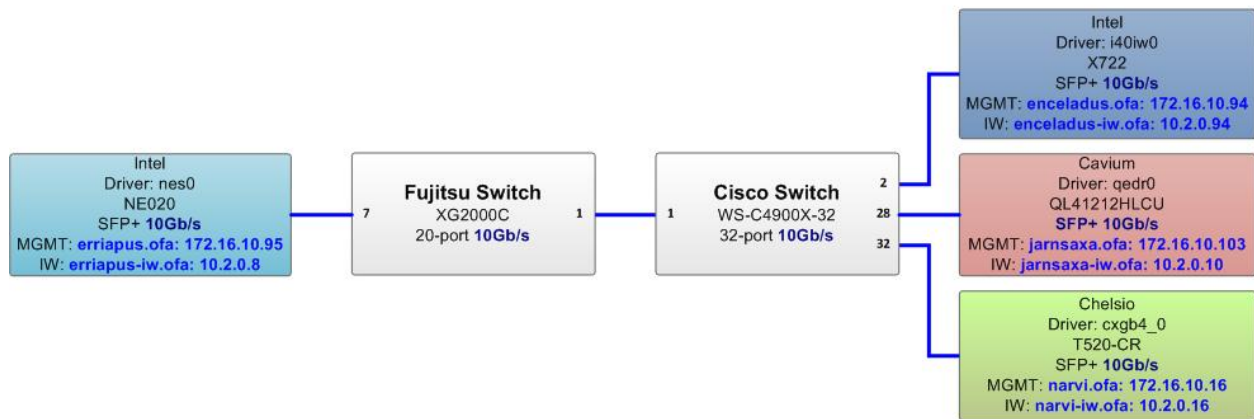 Intel
Driver: nes0
NE020
SFP+ 10Gb/s
MGMT: erriapus.ofa: 172.16.10.95
IW: erriapus-iw.ofa: 10.2.0.8
7
Fujitsu Switch
XG2000C
20-port 10Gb/s
1
1
Cisco Switch
WS-C4900X-32
32-port 10Gb/s
2
28
32
Intel
Driver: i40iw0
X722
SFP+ 10Gb/s
MGMT: enceladus.ofa: 172.16.10.94
IW: enceladus-iw.ofa: 10.2.0.94
Cavium
Driver: qedr0
QL41212HLCU
SFP+ 10Gb/s
MGMT: jarnsaxa.ofa: 172.16.10.103
IW: jarnsaxa-iw.ofa: 10.2.0.10
Chelsio
Driver: cxgb4_0
T520-CR
SFP+ 10Gb/s
MGMT: narvi.ofa: 172.16.10.16
IW: narvi-iw.ofa: 10.2.0.16